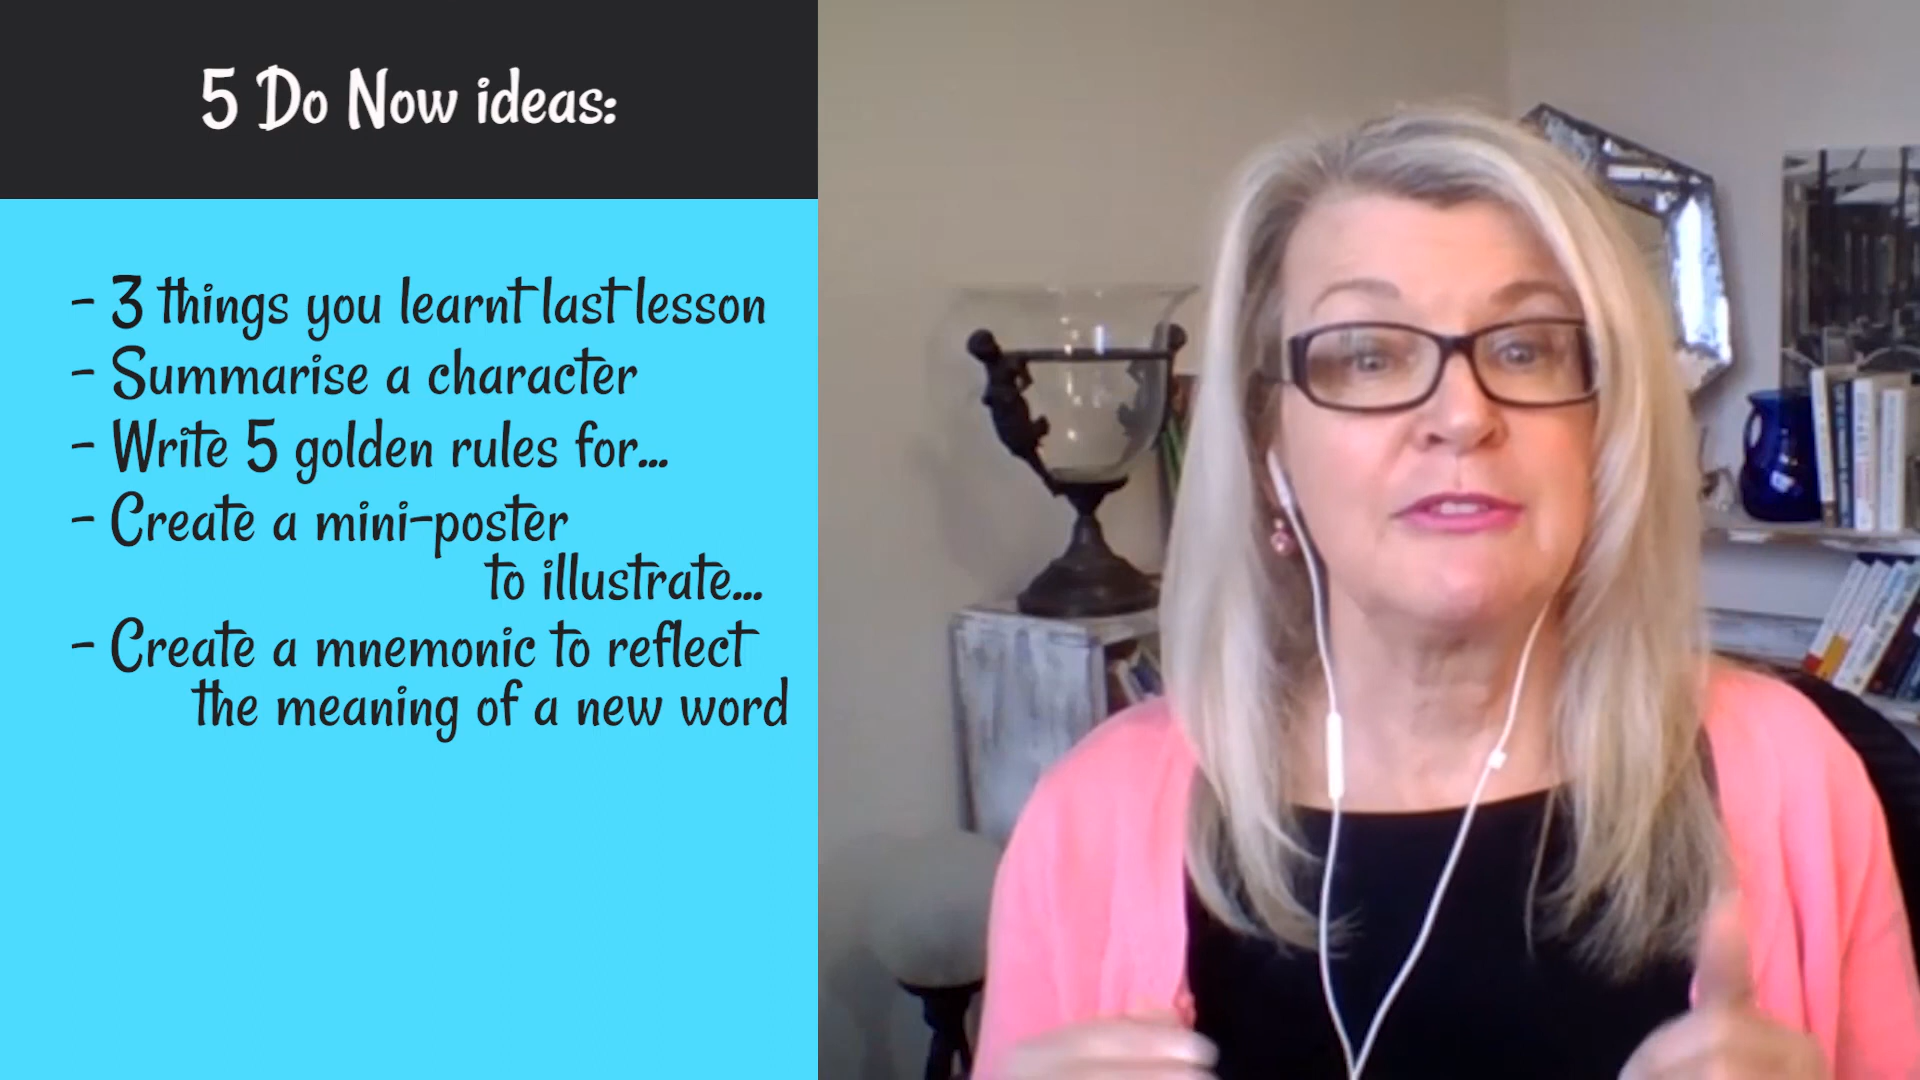 5 Do Now ideas:
- 3 things you learnt last lesson
- Summarise a character
- Write 5 golden rules for...
- Create a mini-poster
to illustrate...
- Create a mnemonic to reflect
the meaning of a new word